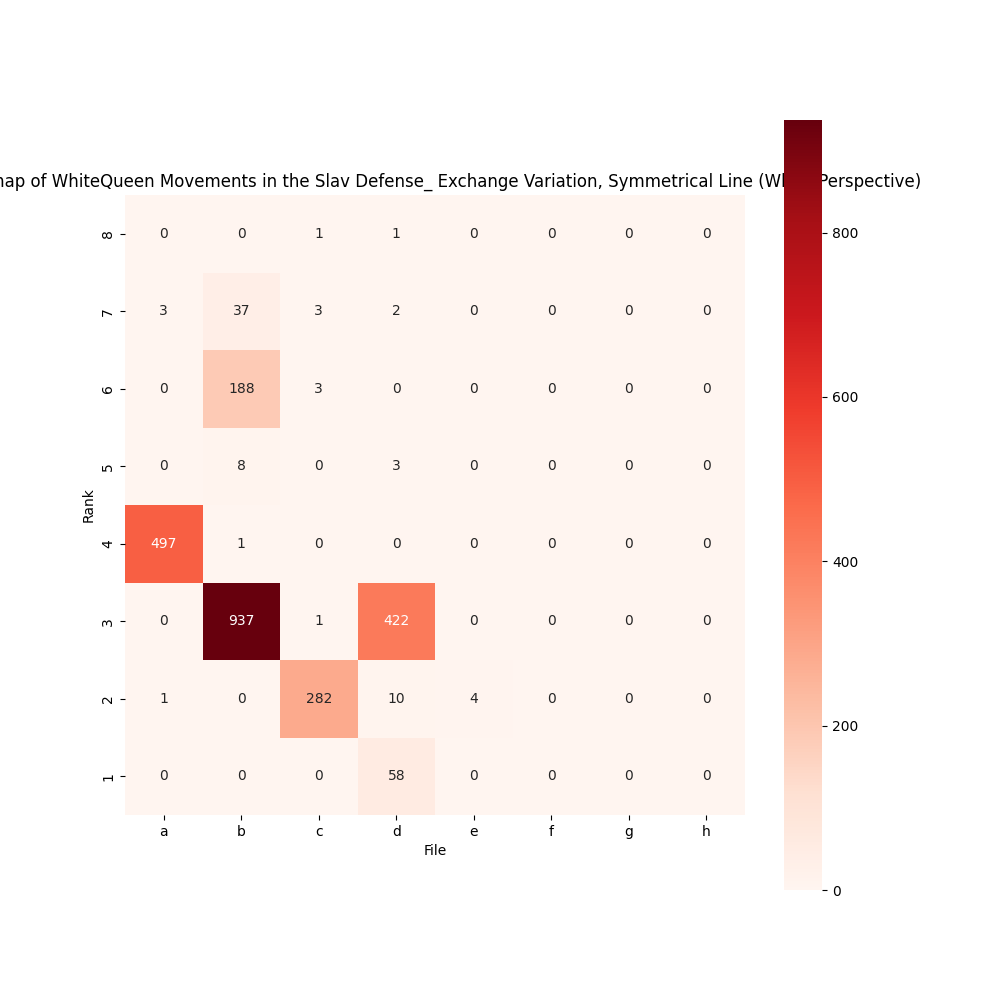 map of WhiteQueen Movements in the Slav Defense_ Exchange Variation, Symmetrical Line (W Perspective)
8 0 0 1 1 0 0 0 0
7 3 37 3 2 0 0 0 0
6 0 188 3 0 0 0 0 0
5 0 8 0 3 0 0 0 0
Rank
4 497 1 0 0 0 0 0 0
3 0 937 1 422 0 0 0 0
2 1 0 282 10 4 0 0 0
1 0 0 0 58 0 0 0 0
a b c d e f g h
File
800
600
400
200
0